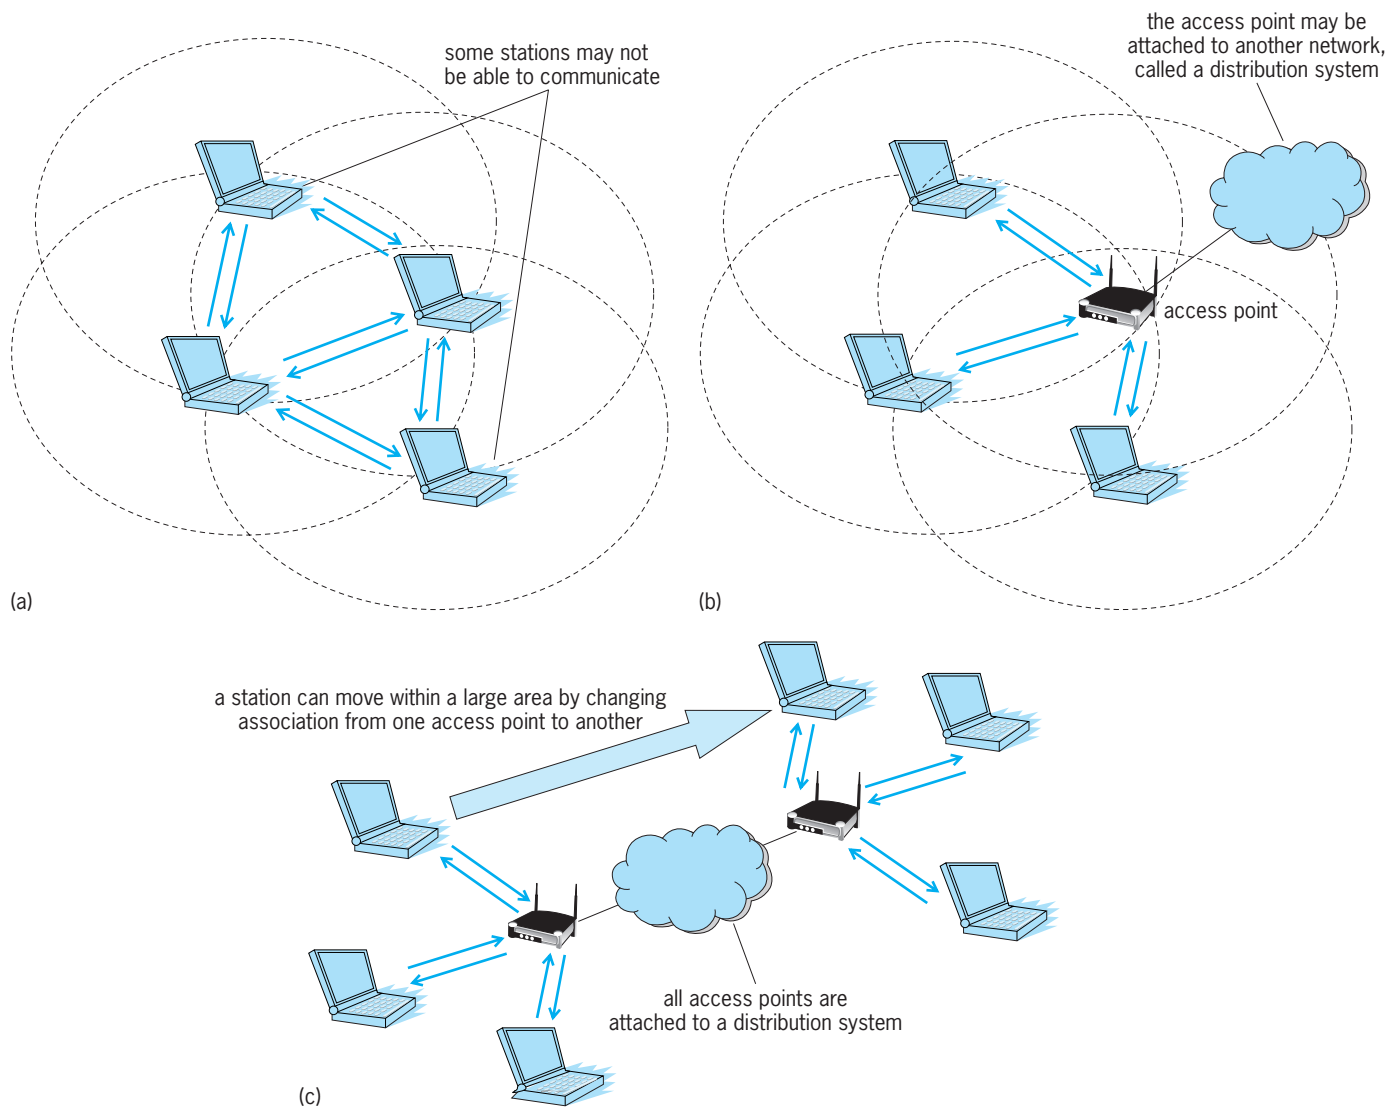 some stations may not
be able to communicate
(a)
the access point may be
attached to another network,
called a distribution system
access point
(b)
a station can move within a large area by changing
association from one access point to another
all access points are
attached to a distribution system
(c)